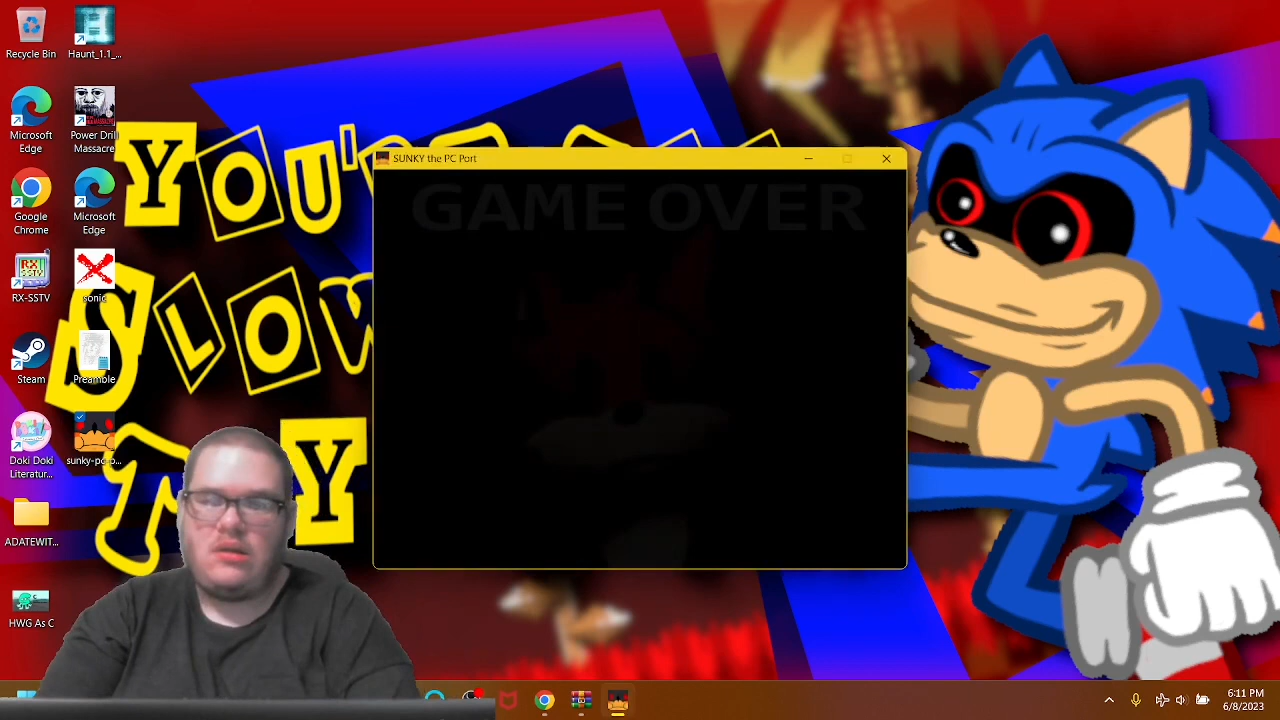 Recycle Bin
Haunt_1.1_...
Microsoft
Edge
Power Drill
Massacre
Google
Chrome
Microsoft
Edge
RX-SSTV
sonic
Steam
Preamble
Doki Doki
Literatur...
sunky-pc-p...
ADATEWIT...
HWG As C
RX
SSTV
YOU'
SLOW
T
Y
SUNKY the PC Port
GAME OVER
6:11 PM
6/8/2023